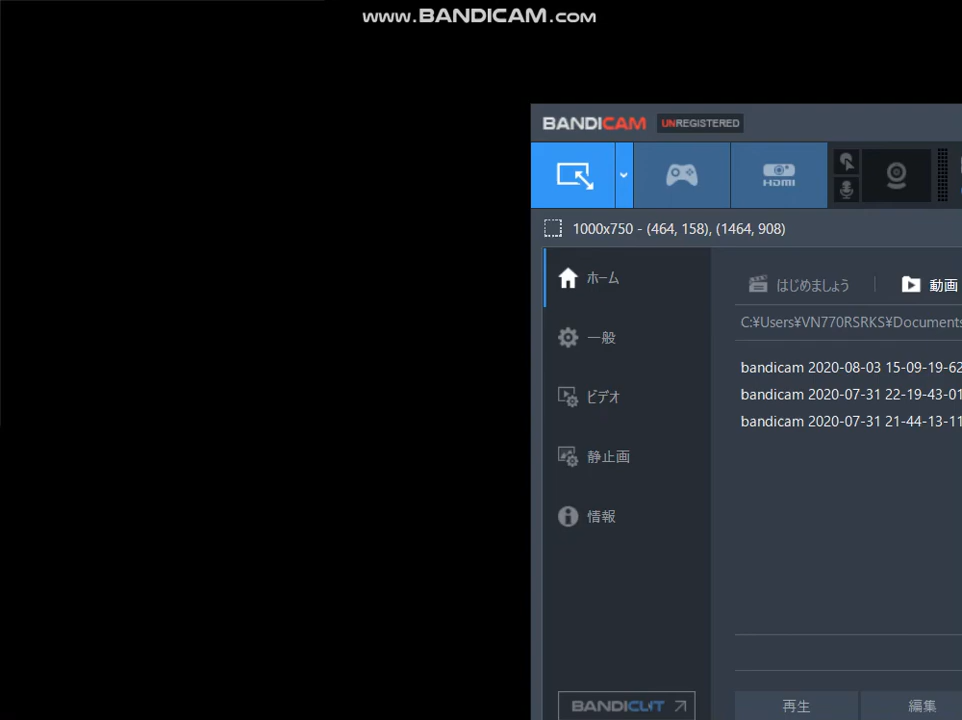 www.BANDICAM.com
BANDICAM UNREGISTERED
HDMI
1000x750 - (464, 158), (1464, 908)
ホーム
一般
ビデオ
静止画
情報
BANDICUT
はじめましょう 動画
C:¥Users¥VN770RSRKS¥Documents
bandicam 2020-08-03 15-09-19-62
bandicam 2020-07-31 22-19-43-01
bandicam 2020-07-31 21-44-13-11
再生 編集